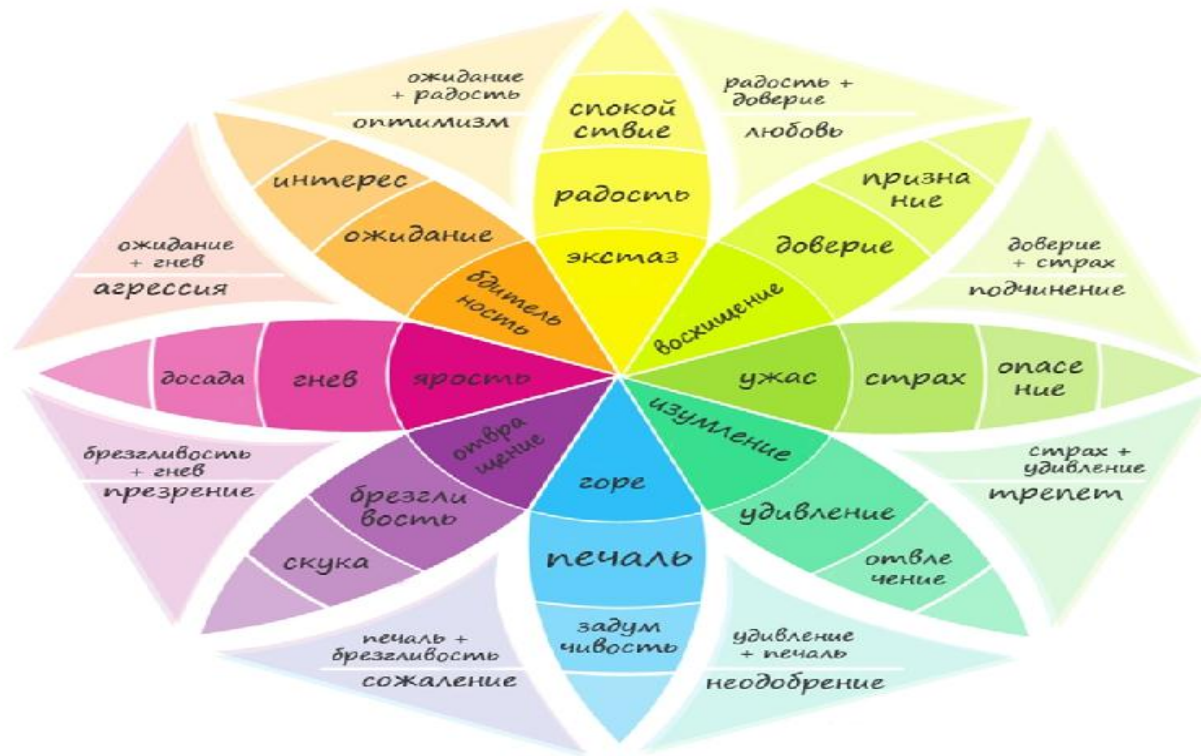 ожидание
+ радость
оптимизм
спокой
ствие
радость
экстаз
радость +
доверие
любовь
интерес
ожидание
бдитель
ность
призна
ние
доверие
восхищение
ожидание
+ гнев
агрессия
доверие
+ страх
подчинение
досада
гнев
ярость
ужас
страх
опасе
ние
брезгливость
+ гнев
презрение
отвра
щение
брезгли
вость
скука
горе
печаль
задум
чивость
изумление
удивление
отвле
чение
страх +
удивление
трепет
печаль +
брезгливость
сожаление
удивление
+ печаль
неодобрение